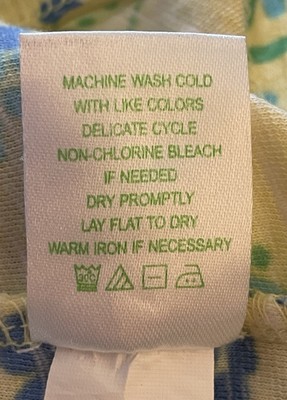 MACHINE WASH COLD
WITH LIKE COLORS
DELICATE CYCLE
NON-CHLORINE BLEACH
IF NEEDED
DRY PROMPTLY
LAY FLAT TO DRY
WARM IRON IF NECESSARY